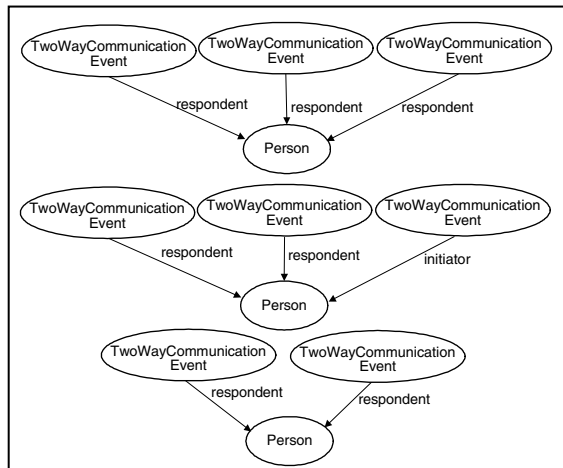 TwoWayCommunication
Event
TwoWayCommunication
Event
TwoWayCommunication
Event
respondent
respondent
respondent
Person
TwoWayCommunication
Event
TwoWayCommunication
Event
TwoWayCommunication
Event
respondent
respondent
initiator
Person
TwoWayCommunication
Event
TwoWayCommunication
Event
respondent
respondent
Person